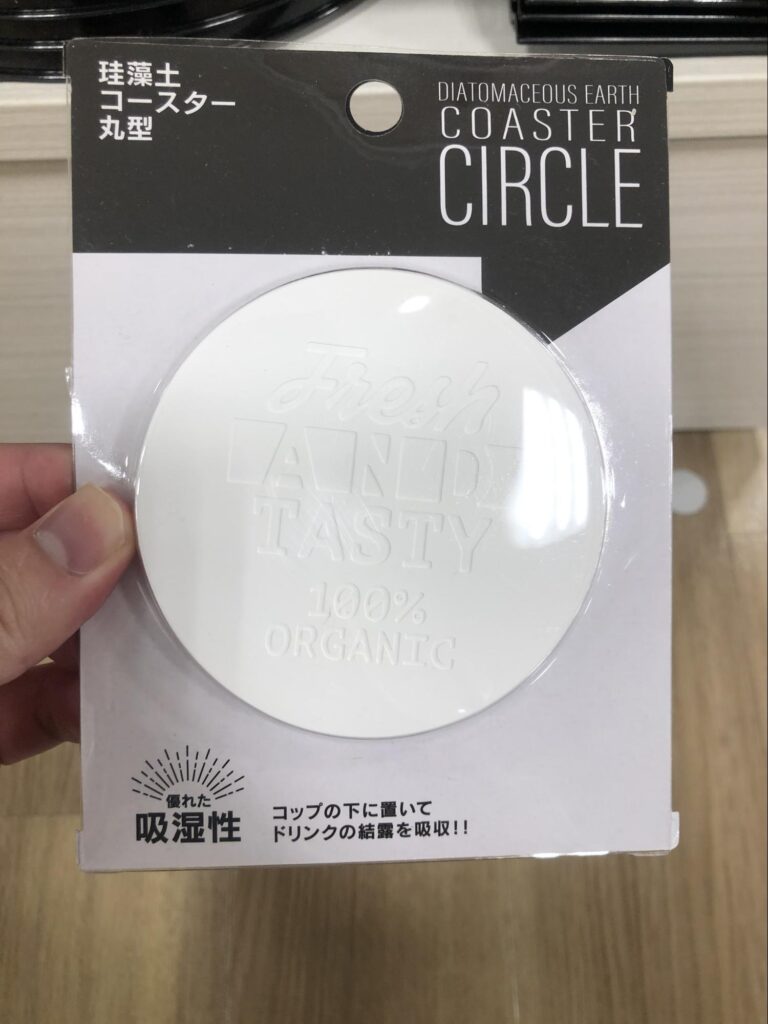 珪藻土
コースター
丸型
DIATOMACEOUS EARTH
COASTER
CIRCLE
Fresh
AND
TASTY
100%
ORGANIC
優れた
吸湿性
コップの下に置いて
ドリンクの結露を吸収!!